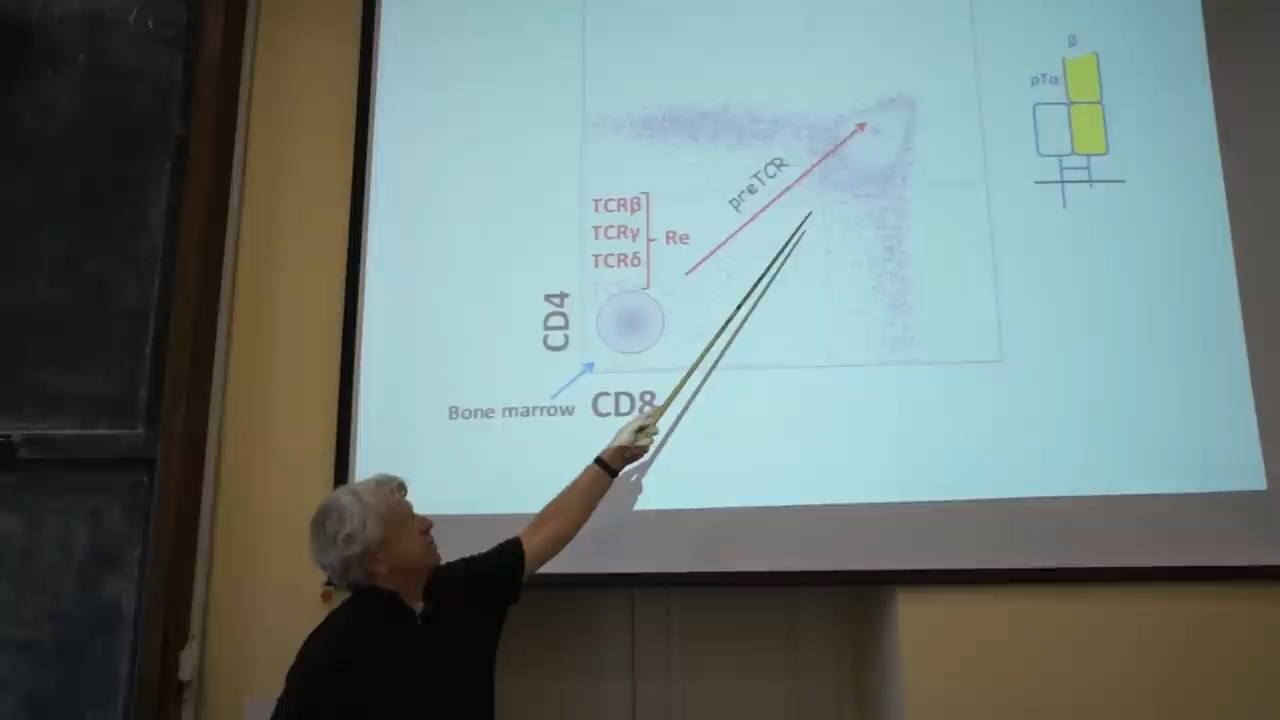 β
pTα
preTCR
TCRβ
TCRγ
Re
TCRδ
CD4
Bone marrow
CD8